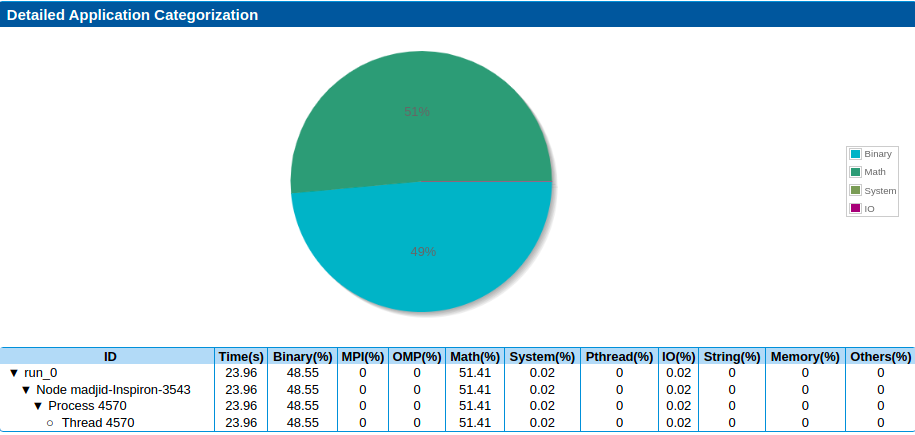 Detailed Application Categorization
51%
49%
Binary
Math
System
IO
ID Time(s) Binary(%) MPI(%) OMP(%) Math(%) System(%) Pthread(%) IO(%) String(%) Memory(%) Others(%)
▼ run_0 23.96 48.55 0 0 51.41 0.02 0 0.02 0 0 0
▼ Node madjid-Inspiron-3543 23.96 48.55 0 0 51.41 0.02 0 0.02 0 0 0
▼ Process 4570 23.96 48.55 0 0 51.41 0.02 0 0.02 0 0 0
○ Thread 4570 23.96 48.55 0 0 51.41 0.02 0 0.02 0 0 0